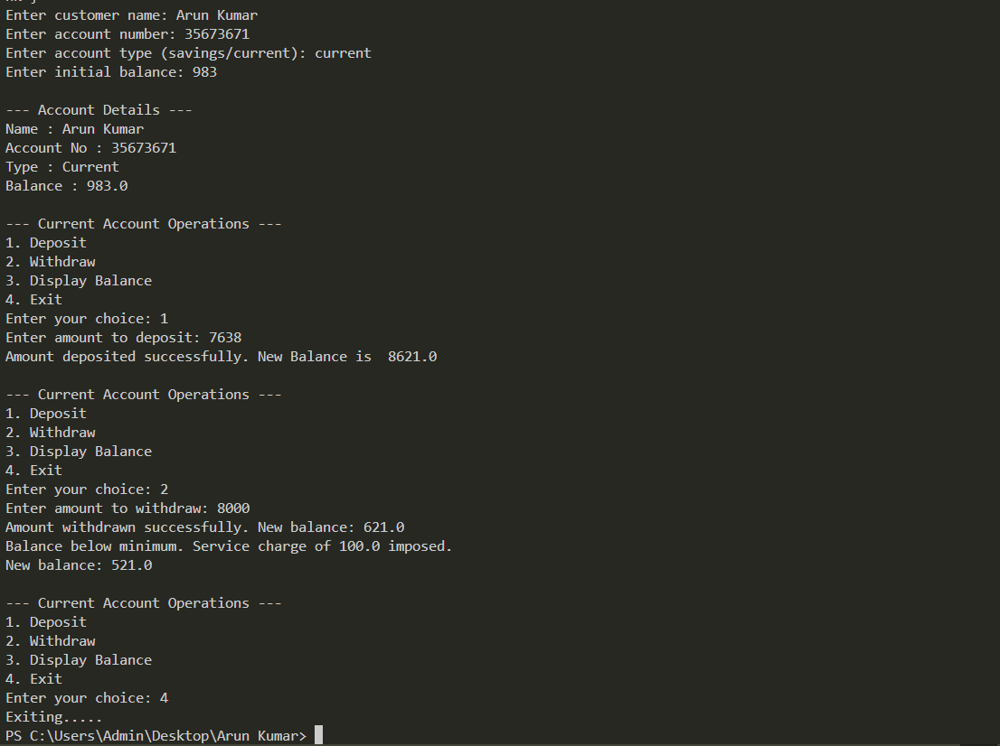 Enter customer name: Arun Kumar
Enter account number: 35673671
Enter account type (savings/current): current
Enter initial balance: 983
--- Account Details ---
Name : Arun Kumar
Account No : 35673671
Type : Current
Balance : 983.0
--- Current Account Operations ---
1. Deposit
2. Withdraw
3. Display Balance
4. Exit
Enter your choice: 1
Enter amount to deposit: 7638
Amount deposited successfully. New Balance is  8621.0
--- Current Account Operations ---
1. Deposit
2. Withdraw
3. Display Balance
4. Exit
Enter your choice: 2
Enter amount to withdraw: 8000
Amount withdrawn successfully. New balance: 621.0
Balance below minimum. Service charge of 100.0 imposed.
New balance: 521.0
--- Current Account Operations ---
1. Deposit
2. Withdraw
3. Display Balance
4. Exit
Enter your choice: 4
Exiting.....
PS C:\Users\Admin\Desktop\Arun Kumar>